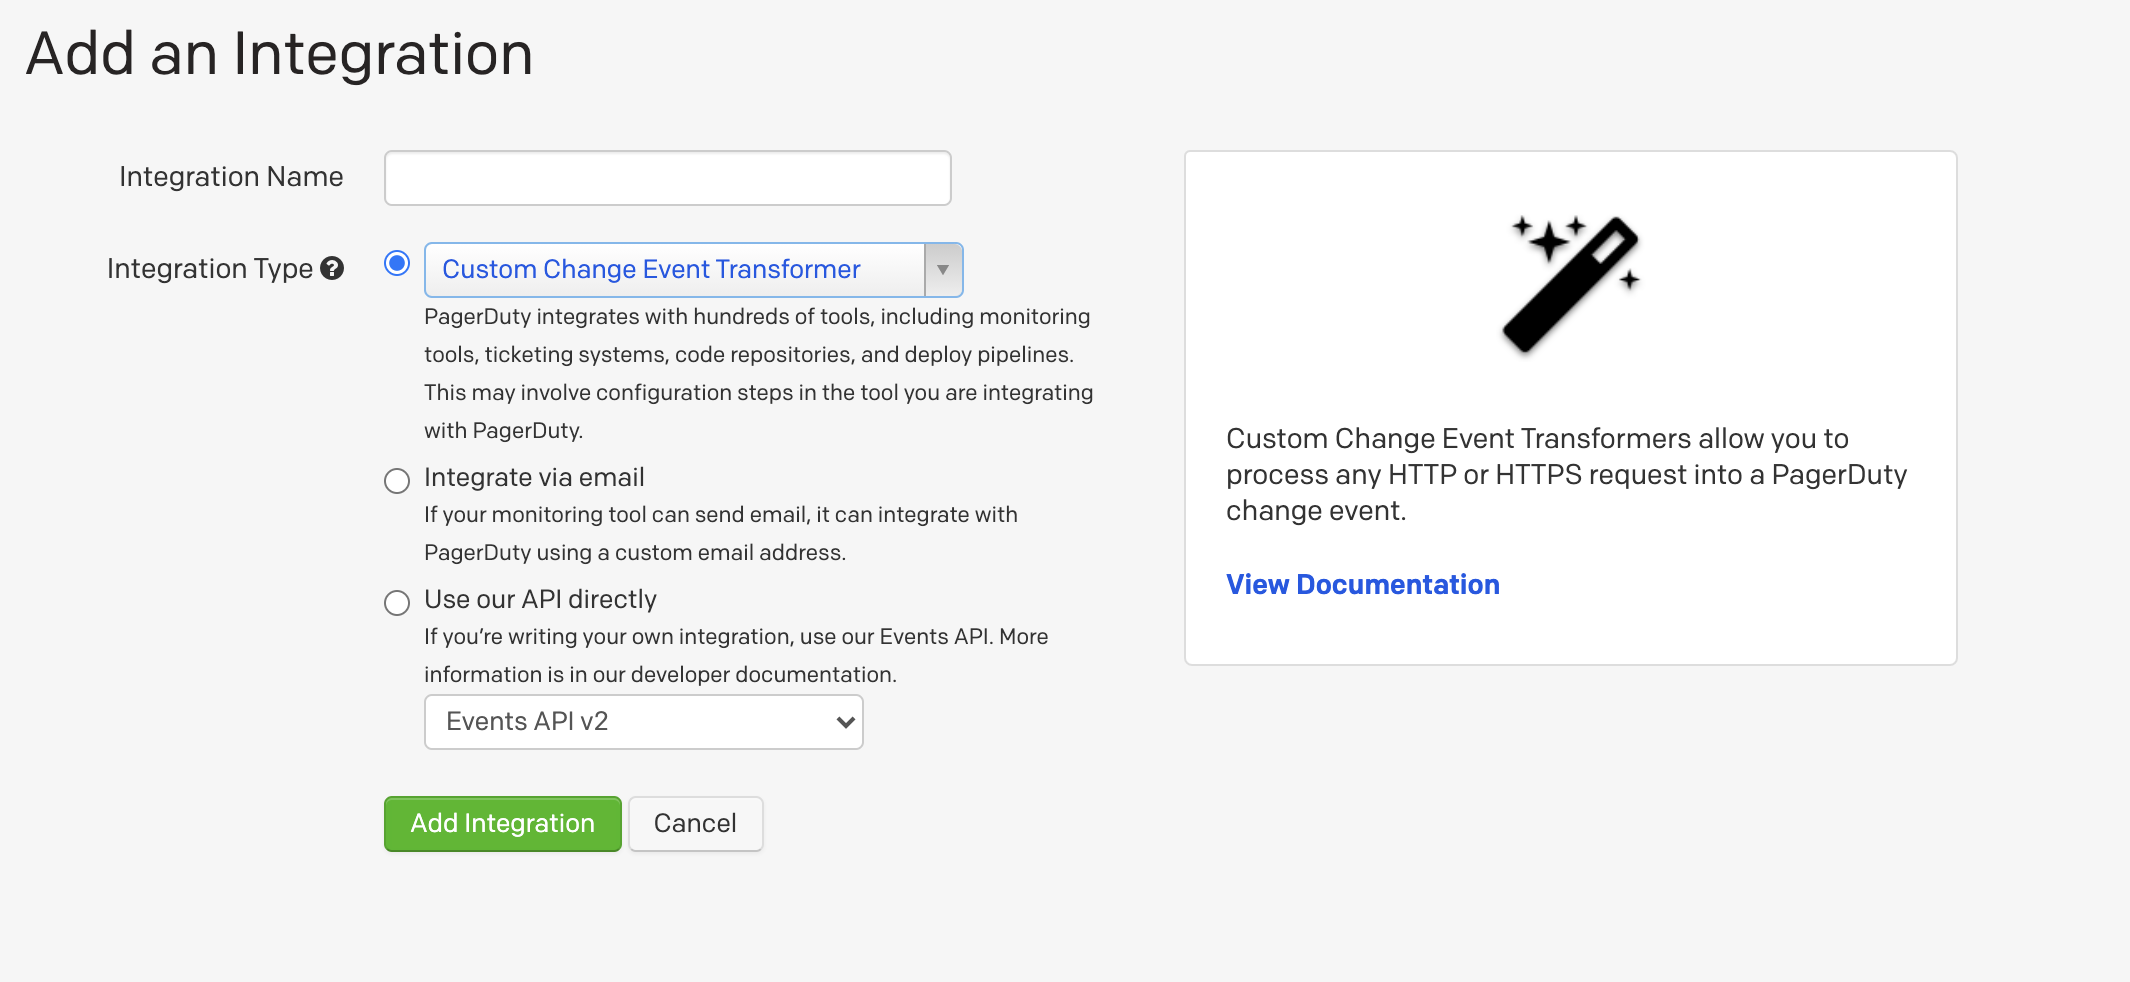 Add an Integration
Integration Name
Integration Type ?
Custom Change Event Transformer
PagerDuty integrates with hundreds of tools, including monitoring
tools, ticketing systems, code repositories, and deploy pipelines.
This may involve configuration steps in the tool you are integrating
with PagerDuty.
Integrate via email
If your monitoring tool can send email, it can integrate with
PagerDuty using a custom email address.
Use our API directly
If you’re writing your own integration, use our Events API. More
information is in our developer documentation.
Events API v2
Add Integration
Cancel
Custom Change Event Transformers allow you to
process any HTTP or HTTPS request into a PagerDuty
change event.
View Documentation